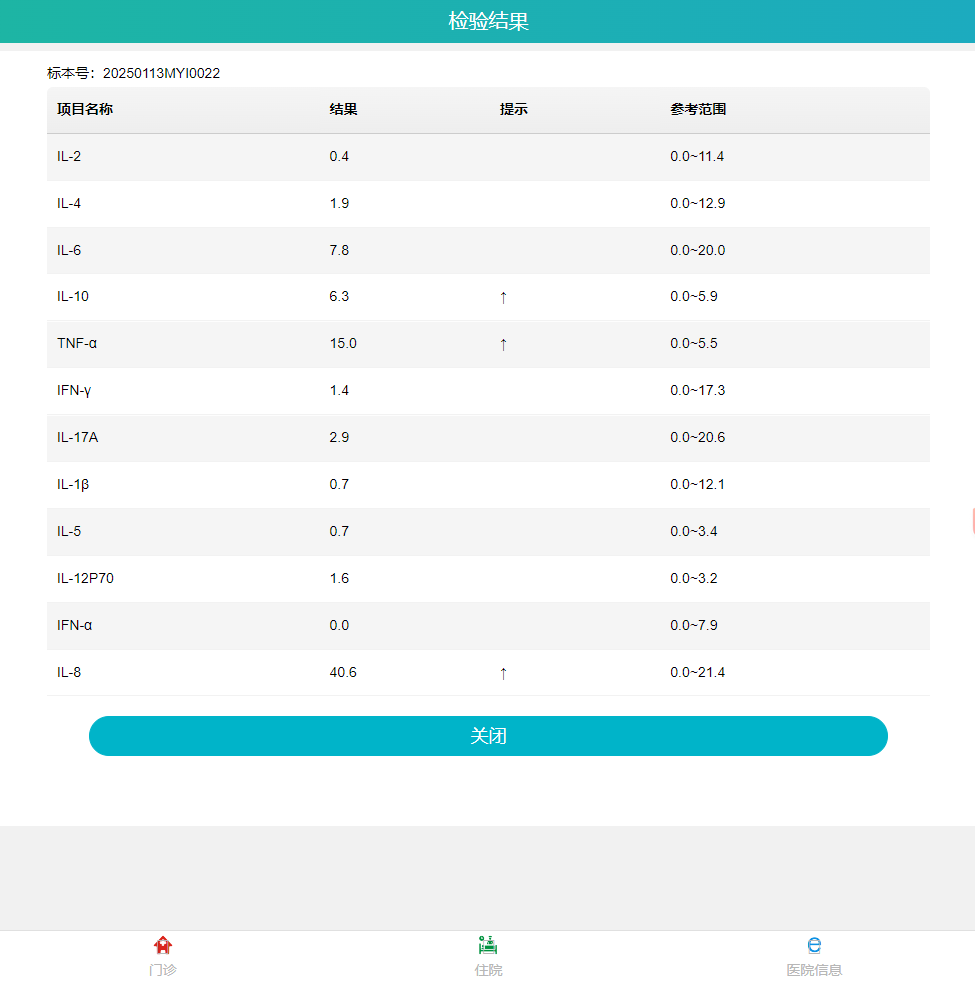 检验结果
标本号：20250113MYI0022
项目名称 结果 提示 参考范围
IL-2 0.4 0.0~11.4
IL-4 1.9 0.0~12.9
IL-6 7.8 0.0~20.0
IL-10 6.3 ↑ 0.0~5.9
TNF-α 15.0 ↑ 0.0~5.5
IFN-γ 1.4 0.0~17.3
IL-17A 2.9 0.0~20.6
IL-1β 0.7 0.0~12.1
IL-5 0.7 0.0~3.4
IL-12P70 1.6 0.0~3.2
IFN-α 0.0 0.0~7.9
IL-8 40.6 ↑ 0.0~21.4
关闭
门诊 住院 医院信息